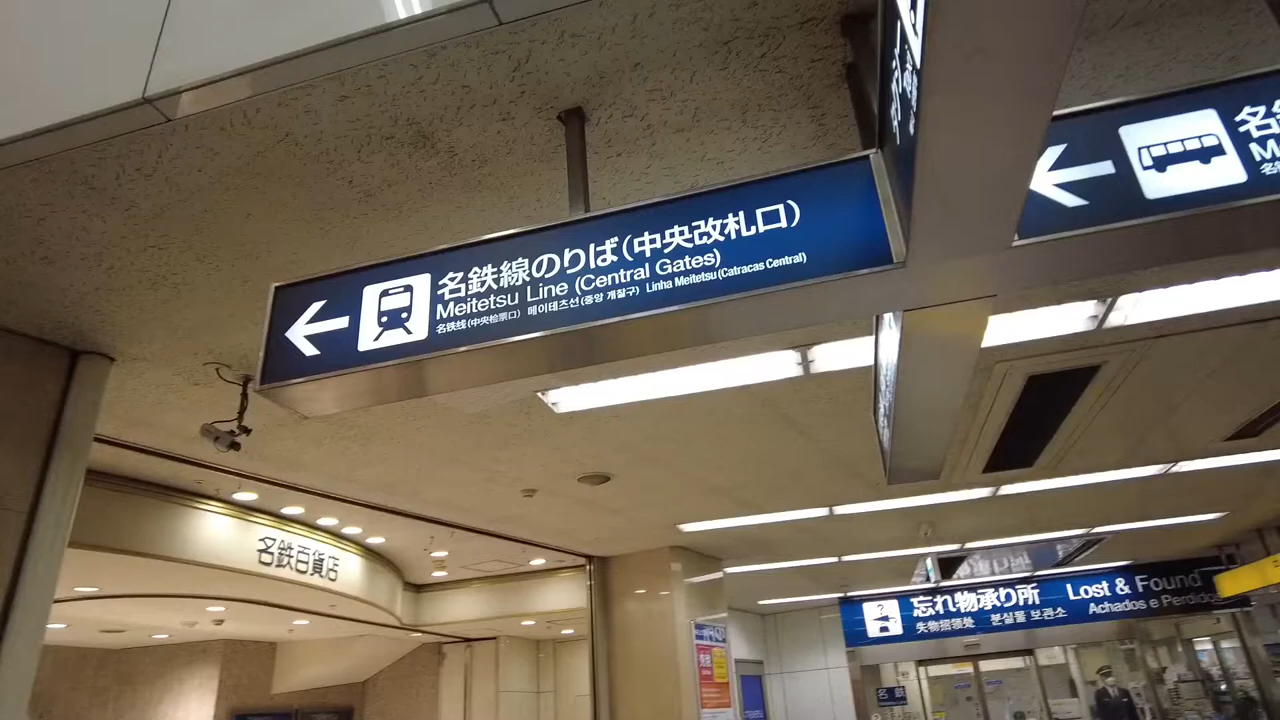 名鉄線のりば(中央改札口)
Meitetsu Line (Central Gates)
名铁线(中央检票口) 메이테츠선(중앙 개찰구) Linha Meitetsu (Catracas Central)
名鉄百貨店
忘れ物承り所 Lost & Found
失物招领处 분실물 보관소 Achados e Perdidos
名鉄